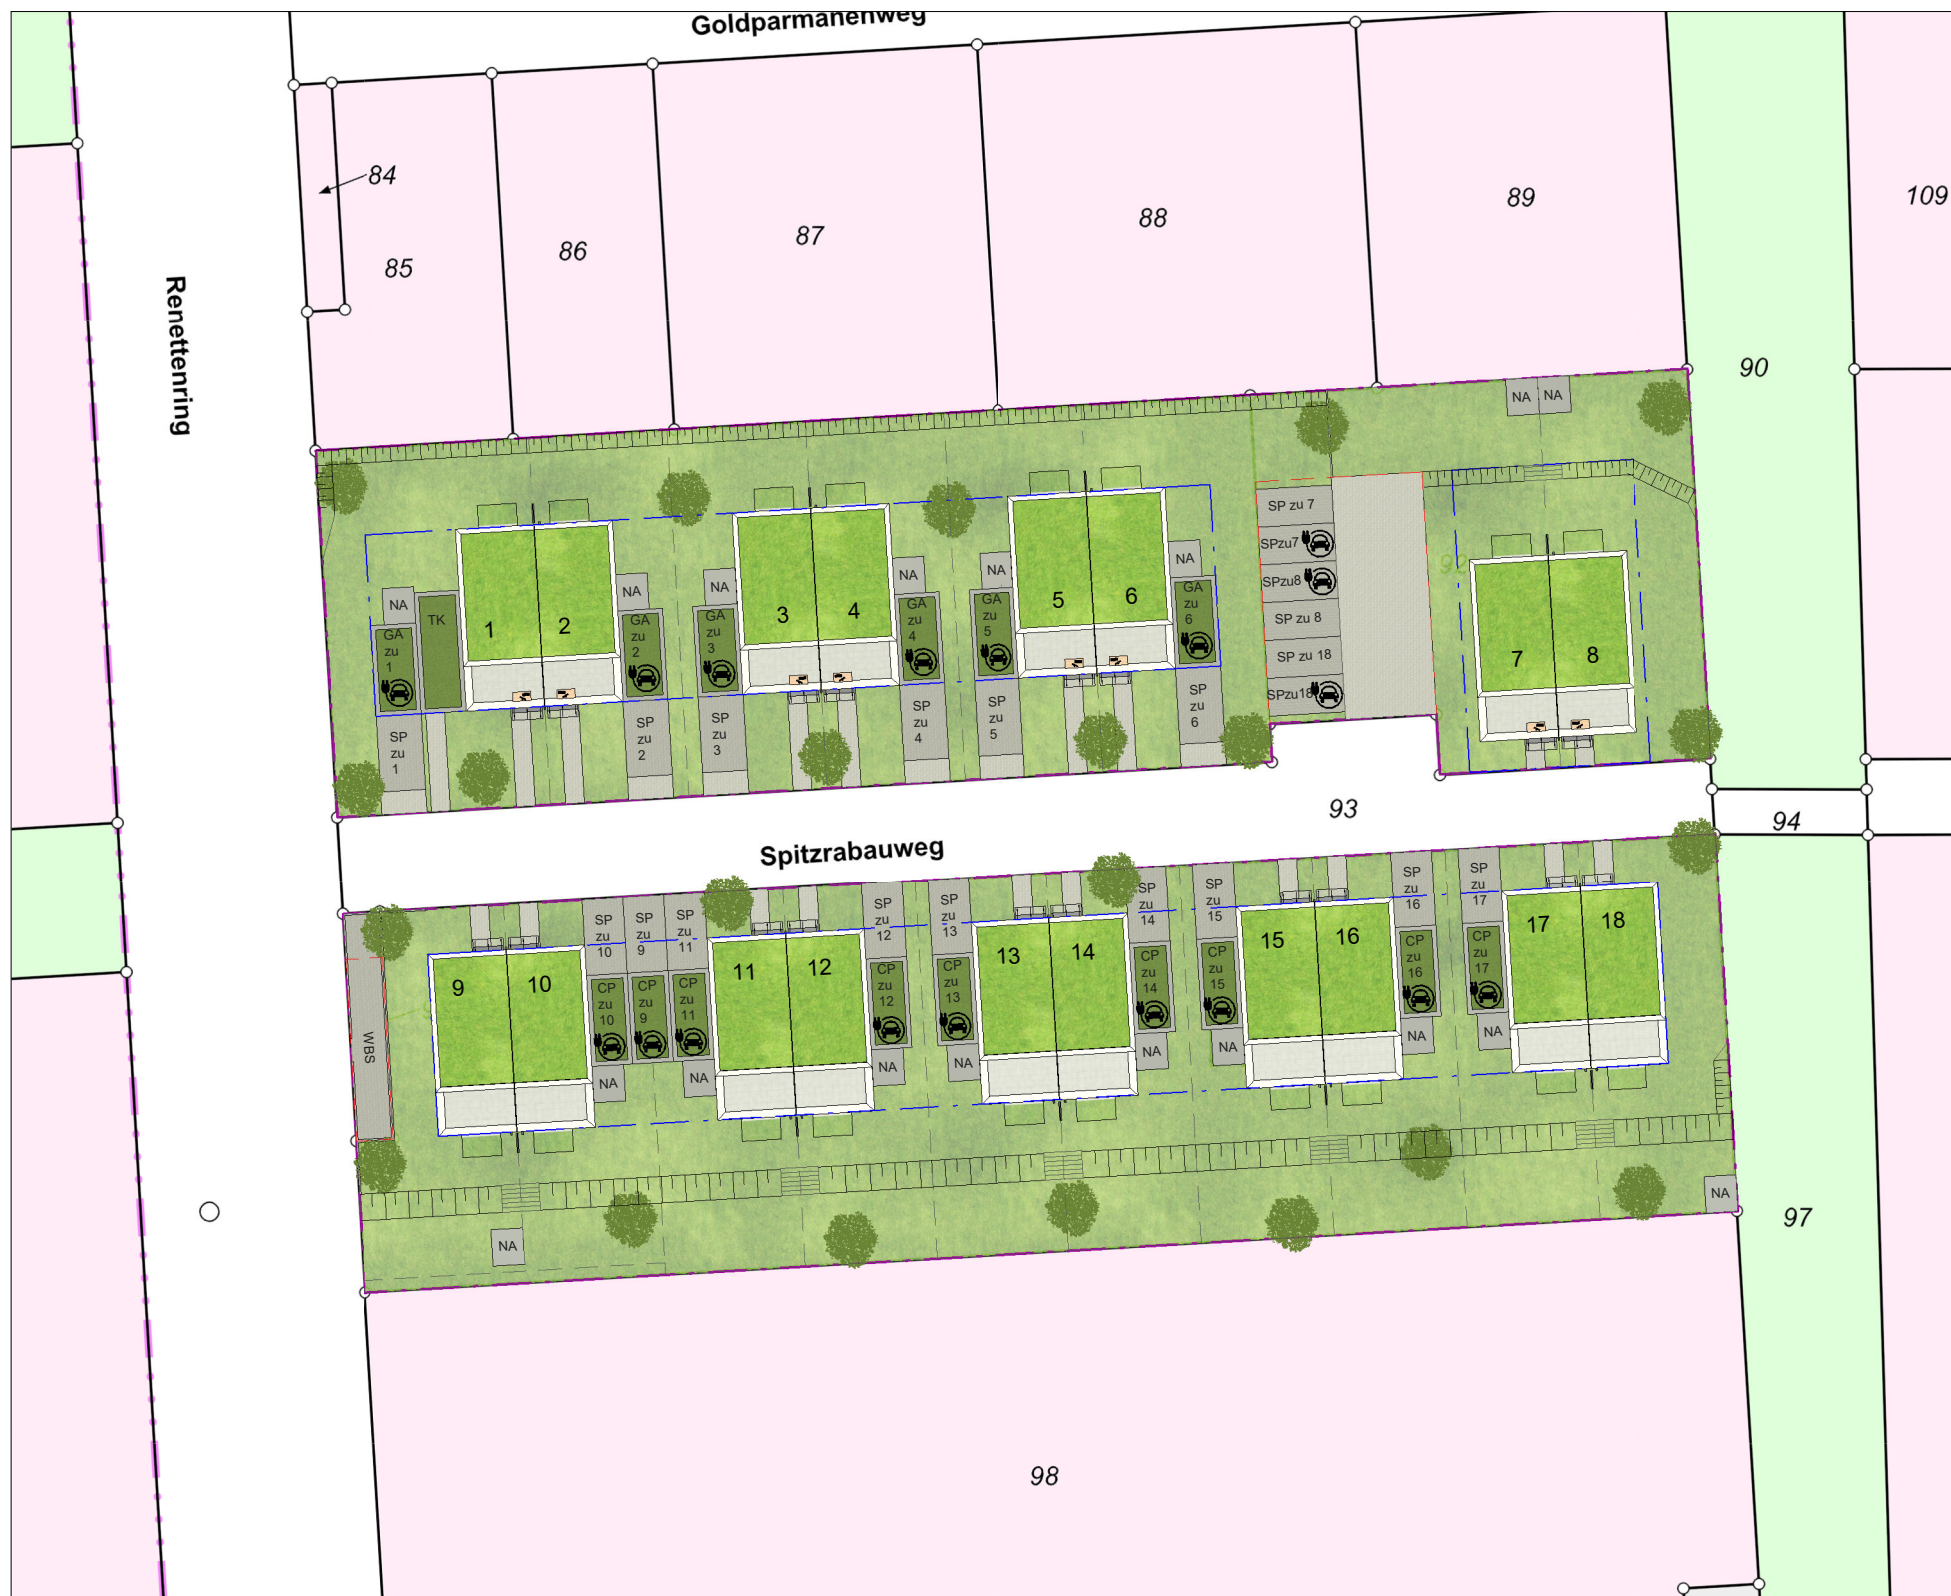 Goldparmänenweg
84
85
86
87
88
89
109
90
Renettenring
NA
NA
NA
TK
GA
zu
1
SP
zu
1
1
2
NA
GA
zu
2
SP
zu
2
NA
GA
zu
3
SP
zu
3
3
4
NA
GA
zu
4
SP
zu
4
NA
GA
zu
5
SP
zu
5
5
6
NA
GA
zu
6
SP
zu
6
SP zu 7
SPzu7
SPzu8
SP zu 8
SP zu 18
SPzu18
92
7
8
93
94
Spitzrabauweg
WBS
9
10
SP
zu
10
SP
zu
9
SP
zu
11
CP
zu
10
CP
zu
9
CP
zu
11
NA
NA
11
12
SP
zu
12
CP
zu
12
NA
SP
zu
13
CP
zu
13
NA
13
14
SP
zu
14
CP
zu
14
NA
SP
zu
15
CP
zu
15
NA
15
16
SP
zu
16
CP
zu
16
NA
SP
zu
17
CP
zu
17
NA
17
18
NA
NA
97
98